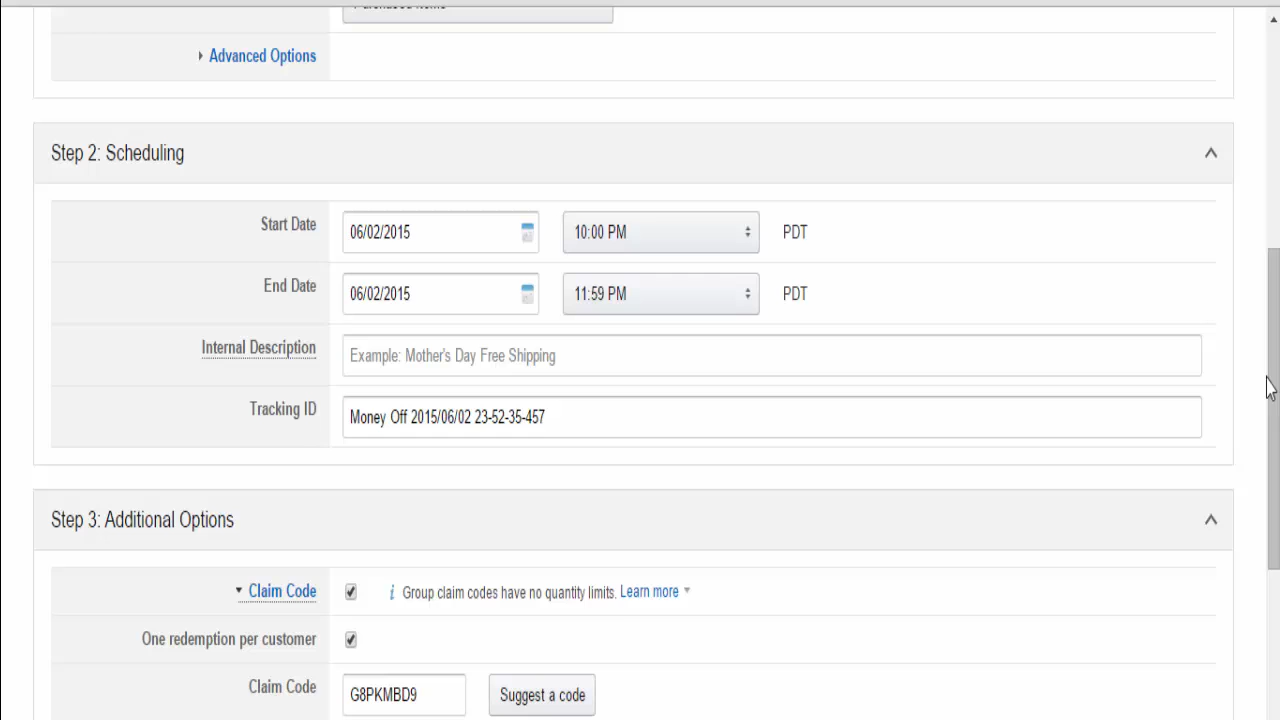 Purchased Items
Advanced Options
Step 2: Scheduling
Start Date 06/02/2015 10:00 PM PDT
End Date 06/02/2015 11:59 PM PDT
Internal Description Example: Mother's Day Free Shipping
Tracking ID Money Off 2015/06/02 23-52-35-457
Step 3: Additional Options
Claim Code i Group claim codes have no quantity limits. Learn more
One redemption per customer
Claim Code G8PKMBD9 Suggest a code